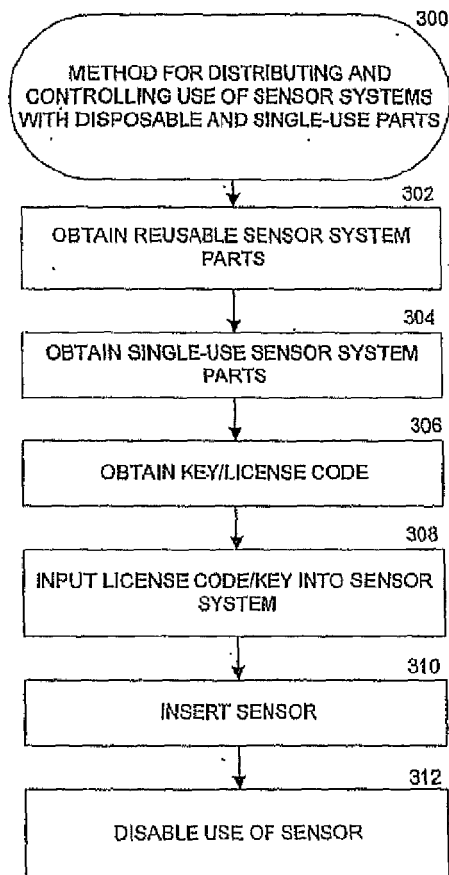 300
METHOD FOR DISTRIBUTING AND
CONTROLLING USE OF SENSOR SYSTEMS
WITH DISPOSABLE AND SINGLE-USE PARTS
302
OBTAIN REUSABLE SENSOR SYSTEM
PARTS
304
OBTAIN SINGLE-USE SENSOR SYSTEM
PARTS
306
OBTAIN KEY/LICENSE CODE
308
INPUT LICENSE CODE/KEY INTO SENSOR
SYSTEM
310
INSERT SENSOR
312
DISABLE USE OF SENSOR